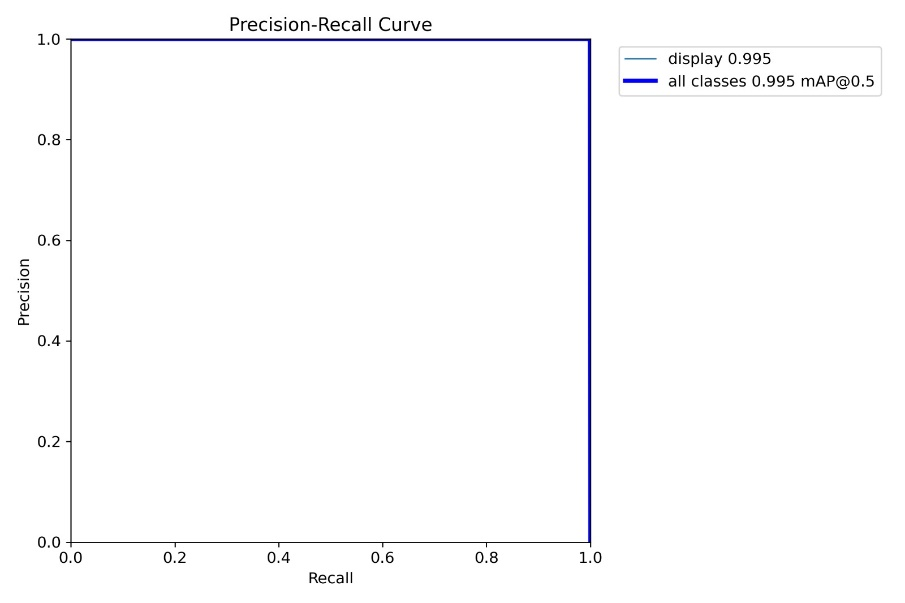 Precision-Recall Curve
display 0.995
all classes 0.995 mAP@0.5
1.0
0.8
0.6
0.4
0.2
0.0
Precision
0.0 0.2 0.4 0.6 0.8 1.0
Recall